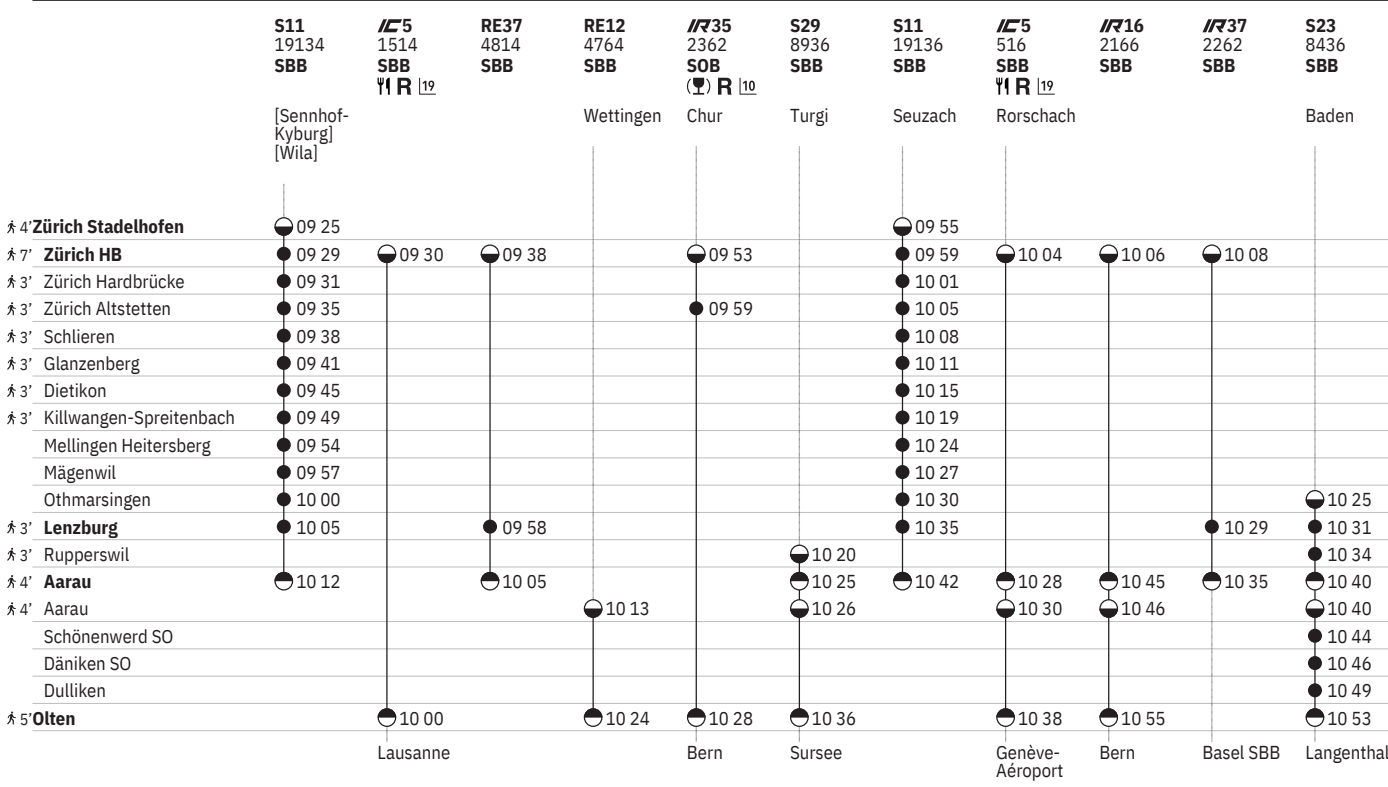 S11 IC5 RE37 RE12 IR35 S29 S11 IC5 IR16 IR37 S23
19134 1514 4814 4764 2362 8936 19136 516 2166 2262 8436
SBB SBB SBB SBB SOB SBB SBB SBB SBB SBB SBB
R 19 ( ) R 10 R 19
[Sennhof- Wettingen Chur Turgi Seuzach Rorschach Baden
Kyburg]
[Wila]
4' Zürich Stadelhofen 09 25 09 55
7' Zürich HB 09 29 09 30 09 38 09 53 09 59 10 04 10 06 10 08
3' Zürich Hardbrücke 09 31 10 01
3' Zürich Altstetten 09 35 09 59 10 05
3' Schlieren 09 38 10 08
3' Glanzenberg 09 41 10 11
3' Dietikon 09 45 10 15
3' Killwangen-Spreitenbach 09 49 10 19
Mellingen Heitersberg 09 54 10 24
Mägenwil 09 57 10 27
Othmarsingen 10 00 10 30 10 25
3' Lenzburg 10 05 09 58 10 35 10 29 10 31
3' Rupperswil 10 20 10 34
4' Aarau 10 12 10 05 10 25 10 42 10 28 10 45 10 35 10 40
4' Aarau 10 13 10 26 10 30 10 46 10 40
Schönenwerd SO 10 44
Däniken SO 10 46
Dulliken 10 49
5' Olten 10 00 10 24 10 28 10 36 10 38 10 55 10 53
Lausanne Bern Sursee Genève- Bern Basel SBB Langenthal
Aéroport